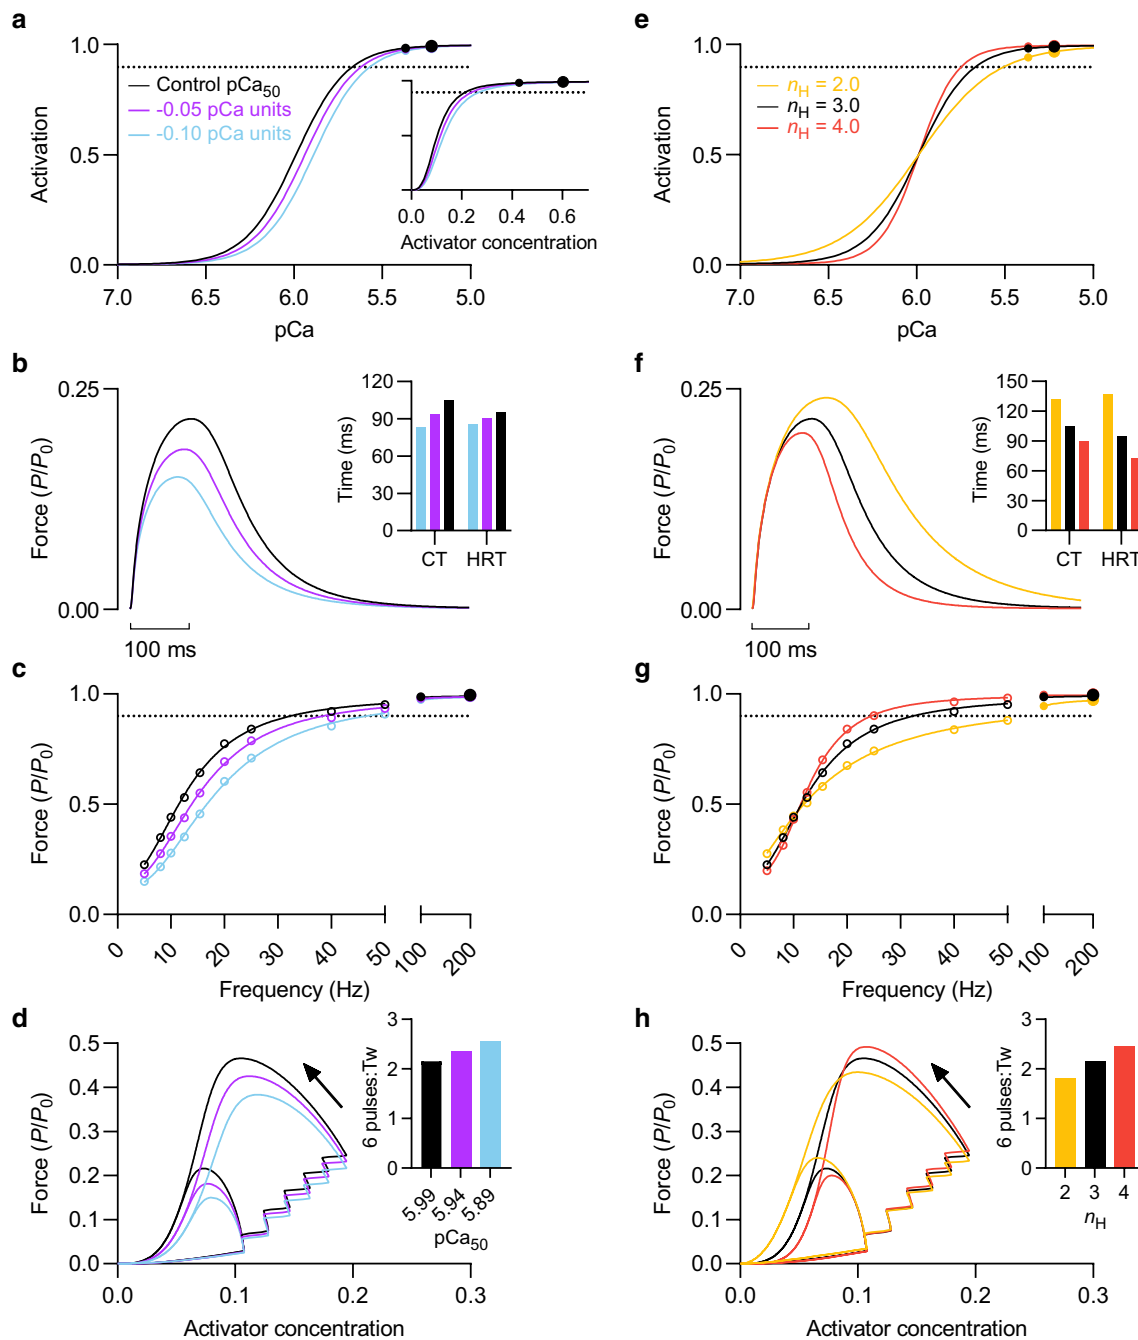 a
1.0
0.5
0.0
Activation
Control pCa50
-0.05 pCa units
-0.10 pCa units
0.0 0.2 0.4 0.6
Activator concentration
7.0 6.5 6.0 5.5 5.0
pCa
e
1.0
0.5
0.0
Activation
nH = 2.0
nH = 3.0
nH = 4.0
7.0 6.5 6.0 5.5 5.0
pCa
b
0.25
0.00
Force (P/P0)
100 ms
120
90
60
30
0
Time (ms)
CT HRT
f
0.25
0.00
Force (P/P0)
100 ms
150
120
90
60
30
0
Time (ms)
CT HRT
c
1.0
0.5
0.0
Force (P/P0)
0 10 20 30 40 50 100 200
Frequency (Hz)
g
1.0
0.5
0.0
Force (P/P0)
0 10 20 30 40 50 100 200
Frequency (Hz)
d
0.5
0.4
0.3
0.2
0.1
0.0
Force (P/P0)
3
2
1
0
6 pulses:Tw
5.99 5.94 5.89
pCa50
0.0 0.1 0.2 0.3
Activator concentration
h
0.5
0.4
0.3
0.2
0.1
0.0
Force (P/P0)
3
2
1
0
6 pulses:Tw
2 3 4
nH
0.0 0.1 0.2 0.3
Activator concentration